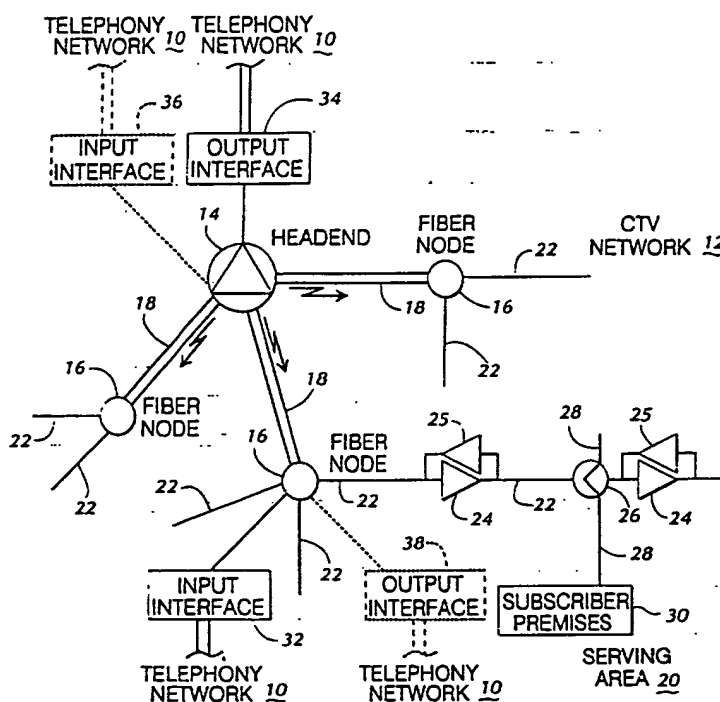 TELEPHONY
NETWORK 10
TELEPHONY
NETWORK 10
36
34
INPUT
INTERFACE
OUTPUT
INTERFACE
14
HEADEND
FIBER
NODE
CTV
NETWORK 12
22
18
16
18
22
16
FIBER
NODE
18
22
22
16
FIBER
NODE
25
28
25
22
22
24
22
26
24
22
38
28
INPUT
INTERFACE
OUTPUT
INTERFACE
SUBSCRIBER
PREMISES
30
32
TELEPHONY
NETWORK 10
TELEPHONY
NETWORK 10
SERVING
AREA 20